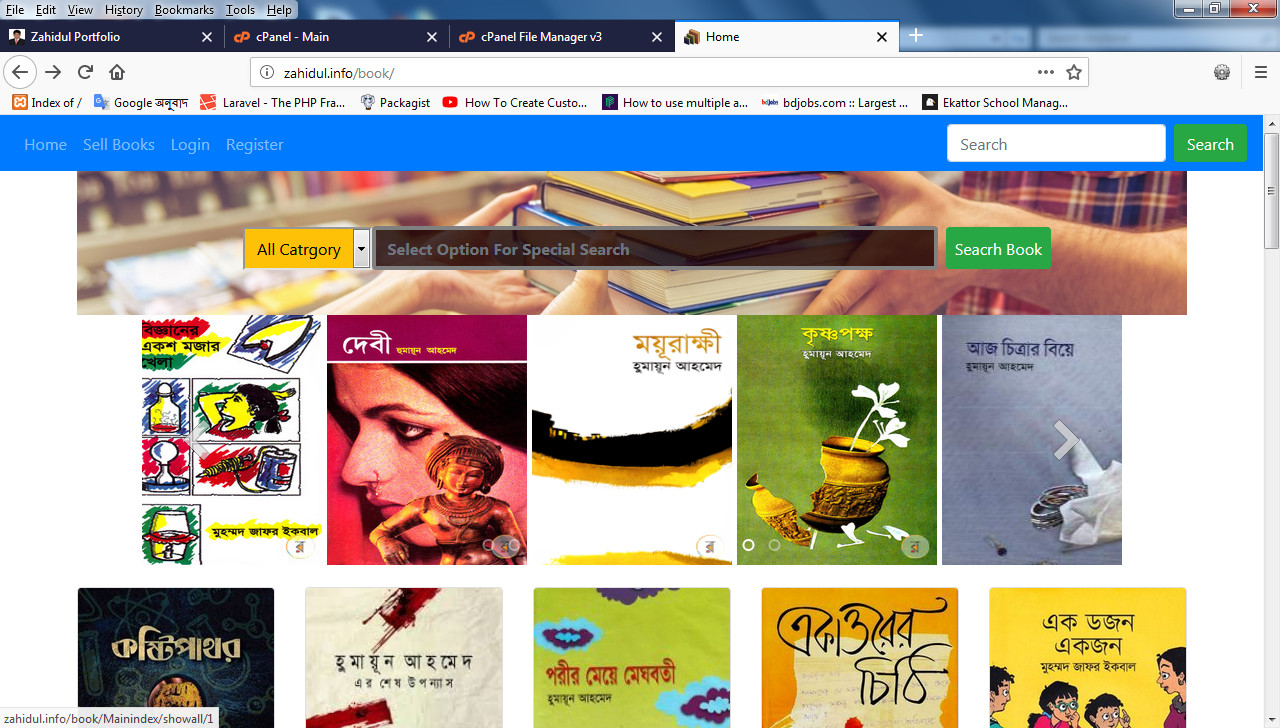 File Edit View History Bookmarks Tools Help
Zahidul Portfolio
cPanel - Main
cPanel File Manager v3
Home
zahidul.info/book/
Index of /
Google অনুবাদ
Laravel - The PHP Fra...
Packagist
How To Create Custo...
How to use multiple a...
bdjobs
bdjobs.com :: Largest ...
Ekattor School Manag...
Home Sell Books Login Register
Search
Search
All Catrgory
Select Option For Special Search
Seacrh Book
বিজ্ঞানের
একশ মজার
খেলা
মুহম্মদ জাফর ইকবাল
দেবী হুমায়ূন আহমেদ
ময়ূরাক্ষী
হুমায়ূন আহমেদ
কৃষ্ণপক্ষ
হুমায়ূন আহমেদ
আজ চিত্রার বিয়ে
হুমায়ূন আহমেদ
কষ্টিপাথর
হুমায়ূন আহমেদ
এর শেষ উপন্যাস
পরীর মেয়ে মেঘবতী
হুমায়ূন আহমেদ
একাত্তরের
চিঠি
এক ডজন
একজন
মুহম্মদ জাফর ইকবাল
zahidul.info/book/Mainindex/showall/1